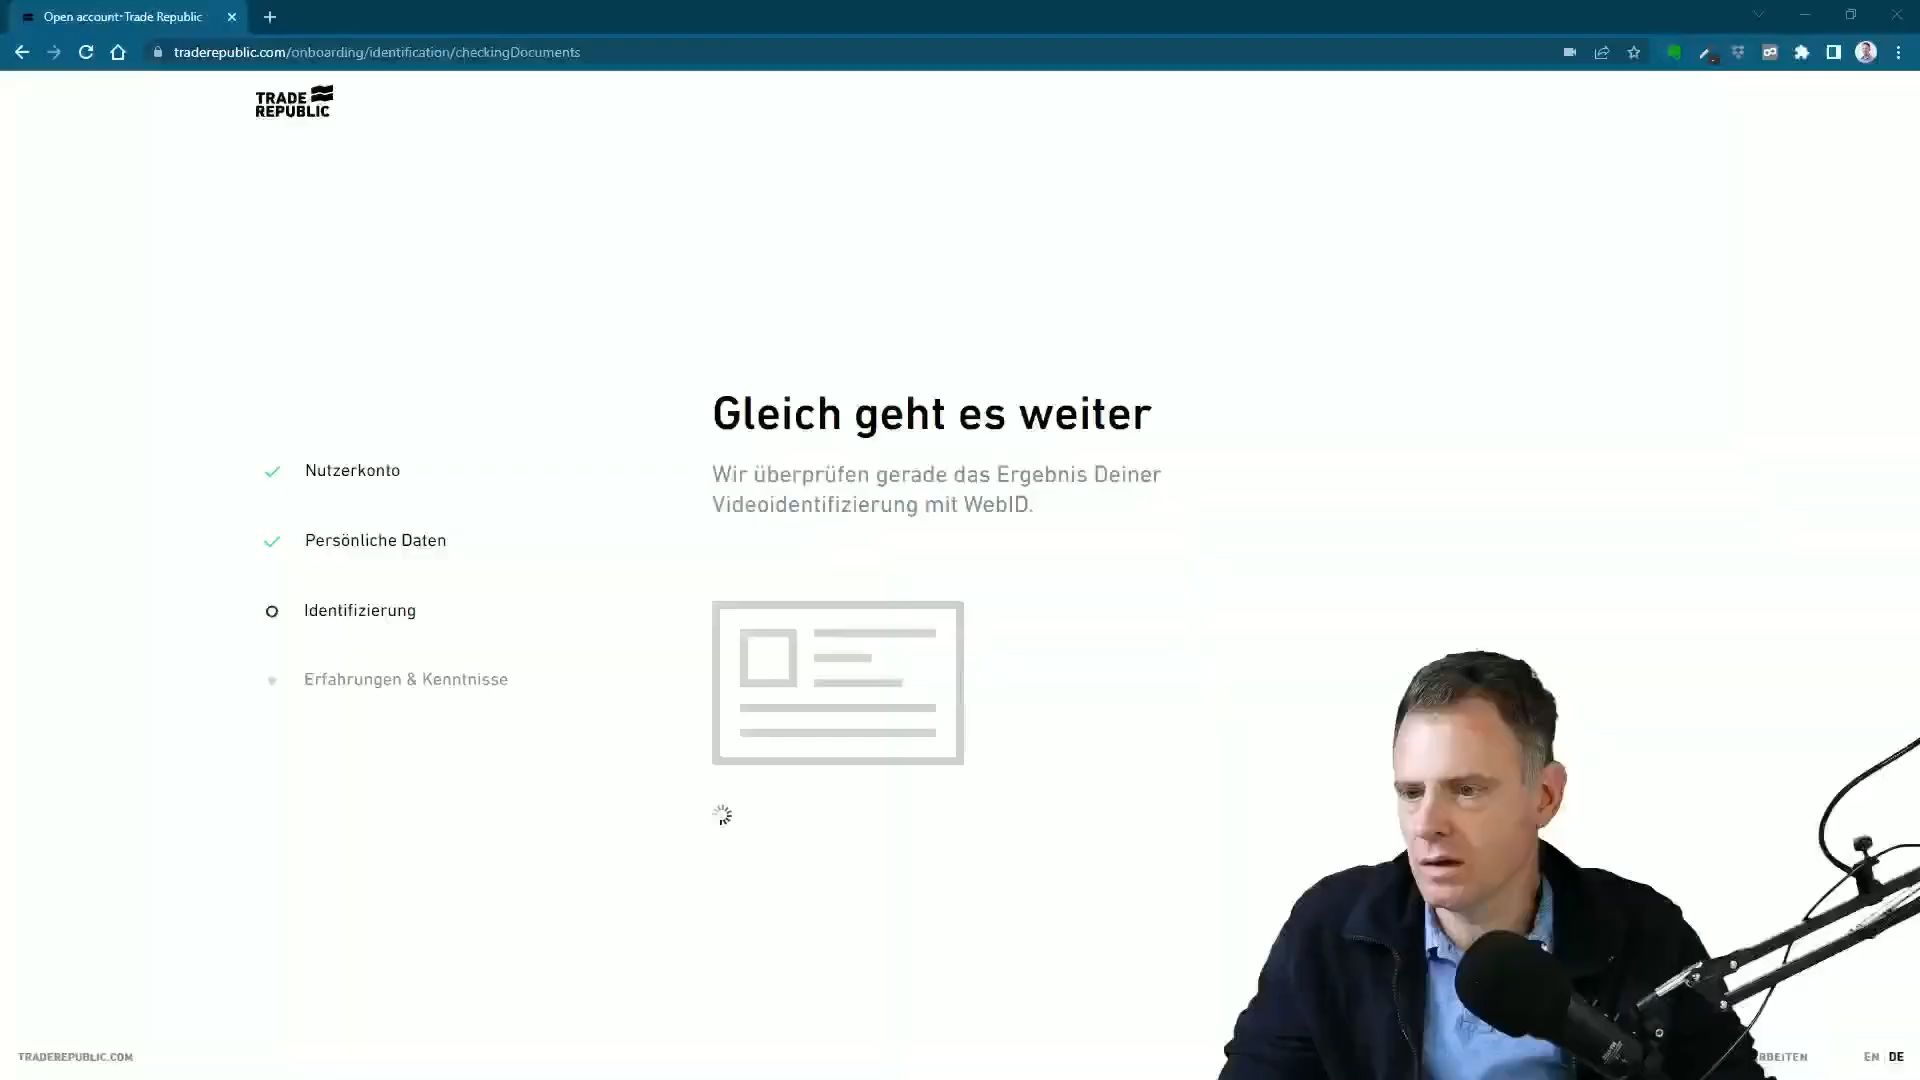 Open account·Trade Republic
traderepublic.com/onboarding/identification/checkingDocuments
TRADE
REPUBLIC
Gleich geht es weiter
Wir überprüfen gerade das Ergebnis Deiner
Videoidentifizierung mit WebID.
Nutzerkonto
Persönliche Daten
Identifizierung
Erfahrungen & Kenntnisse
TRADEREPUBLIC.COM
RBEITEN
EN
DE